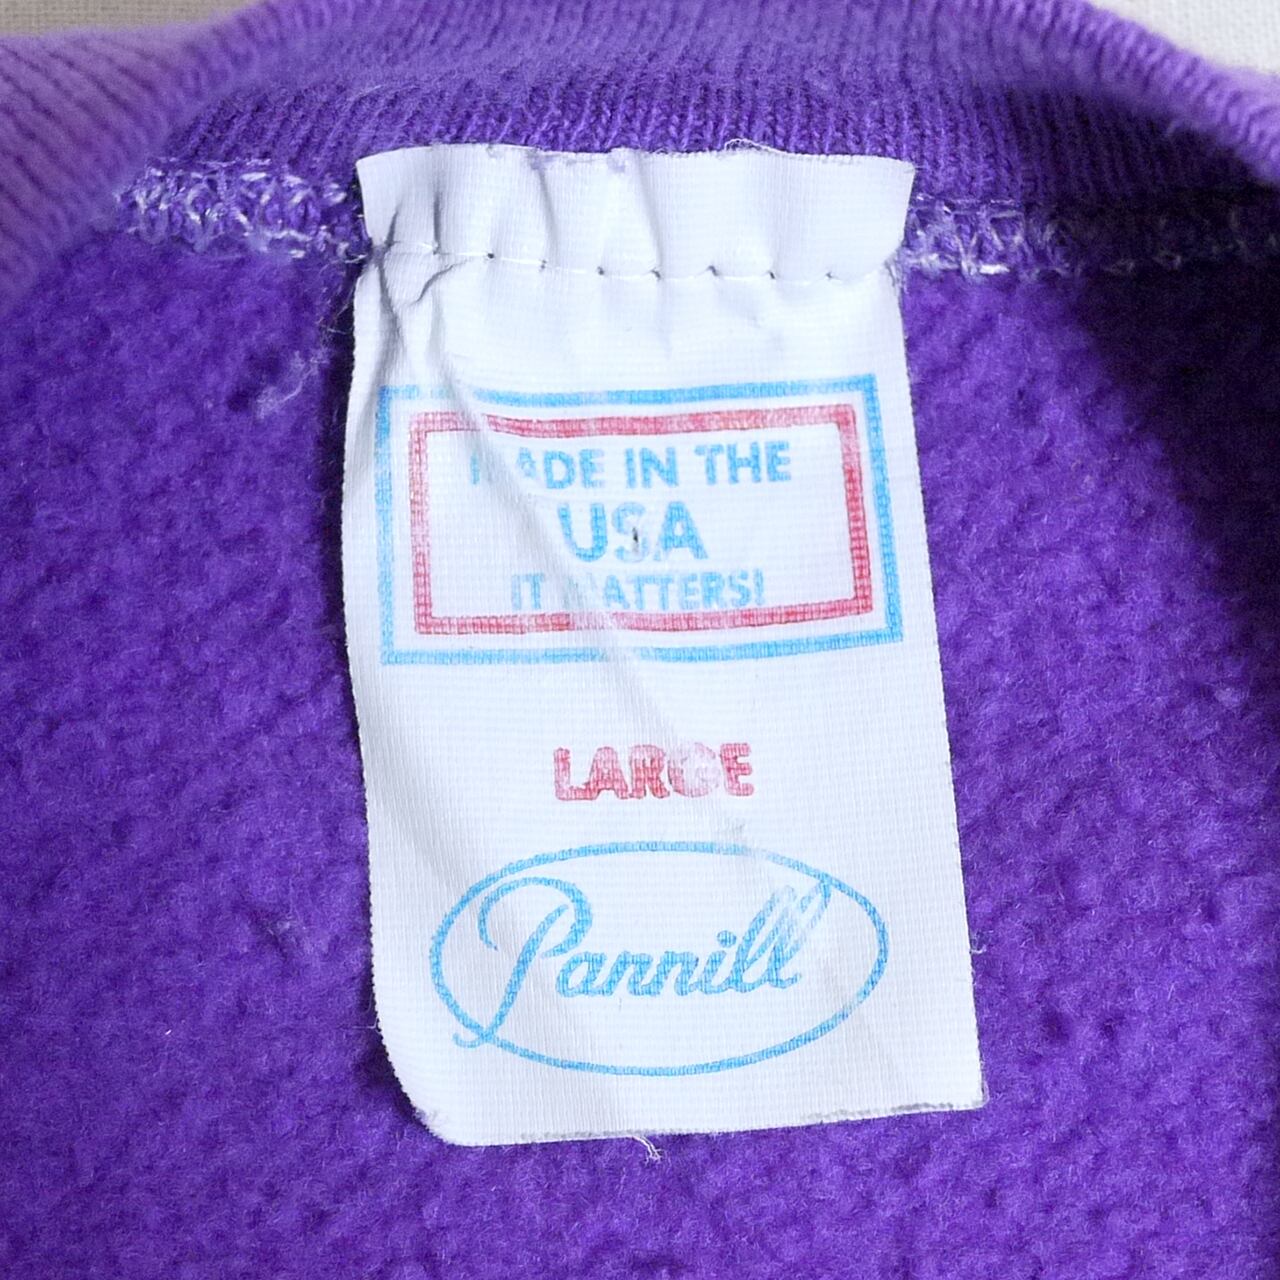 MADE IN THE
USA
IT MATTERS!
LARGE
Pannill